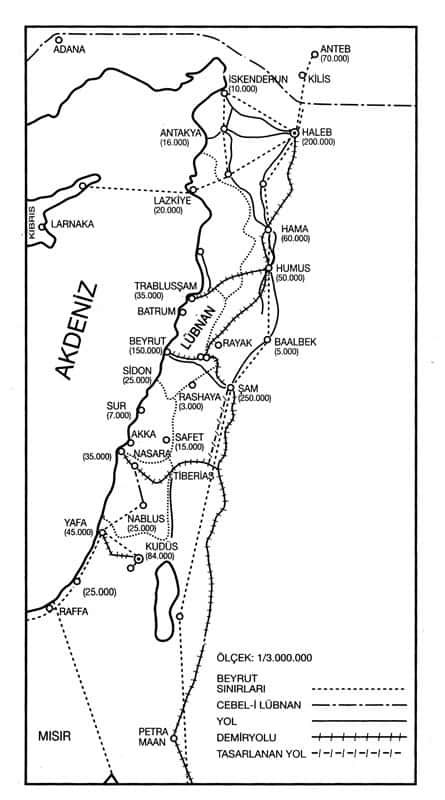 ADANA
ANTEB
(70.000)
KİLİS
İSKENDERUN
(10.000)
ANTAKYA
(16.000)
HALEB
(200.000)
KIBRIS
LARNAKA
LAZKİYE
(20.000)
HAMA
(60.000)
HUMUS
(50.000)
AKDENİZ
TRABLUSŞAM
(35.000)
BATRUM
LÜBNAN
BEYRUT
(150.000)
RAYAK
BAALBEK
(5.000)
SİDON
(25.000)
RASHAYA
(3.000)
ŞAM
(250.000)
SUR
(7.000)
AKKA
SAFET
(15.000)
(35.000)
NASARA
TİBERİAS
NABLUS
(25.000)
YAFA
(45.000)
KUDÜS
(84.000)
(25.000)
RAFFA
MISIR
PETRA
MAAN
ÖLÇEK: 1/3.000.000
BEYRUT
SINIRLARI
CEBEL-İ LÜBNAN
YOL
DEMİRYOLU
TASARLANAN YOL